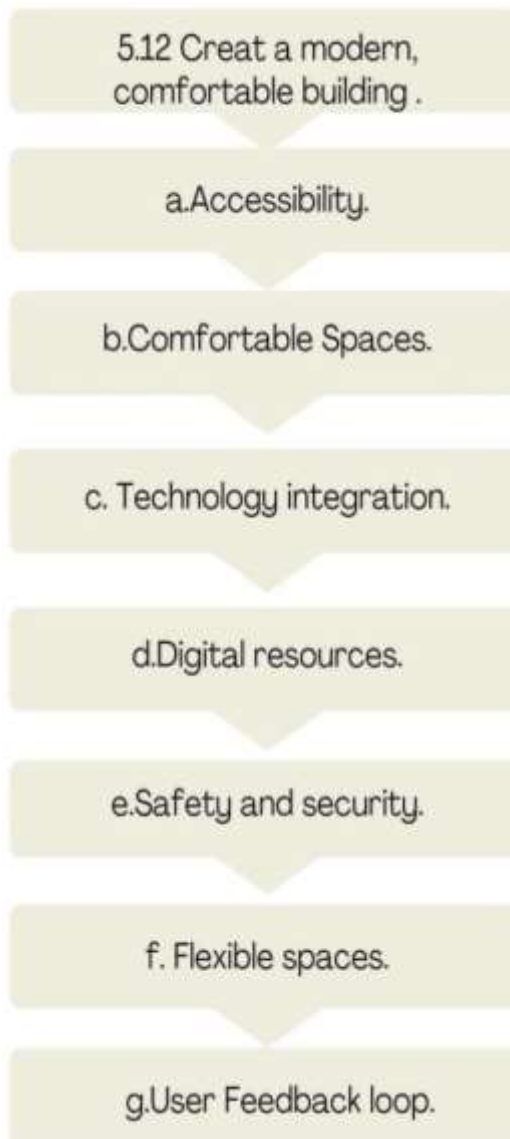 5.12 Creat a modern,
comfortable building .
a.Accessibility.
b.Comfortable Spaces.
c. Technology integration.
d.Digital resources.
e.Safety and security.
f. Flexible spaces.
g.User Feedback loop.